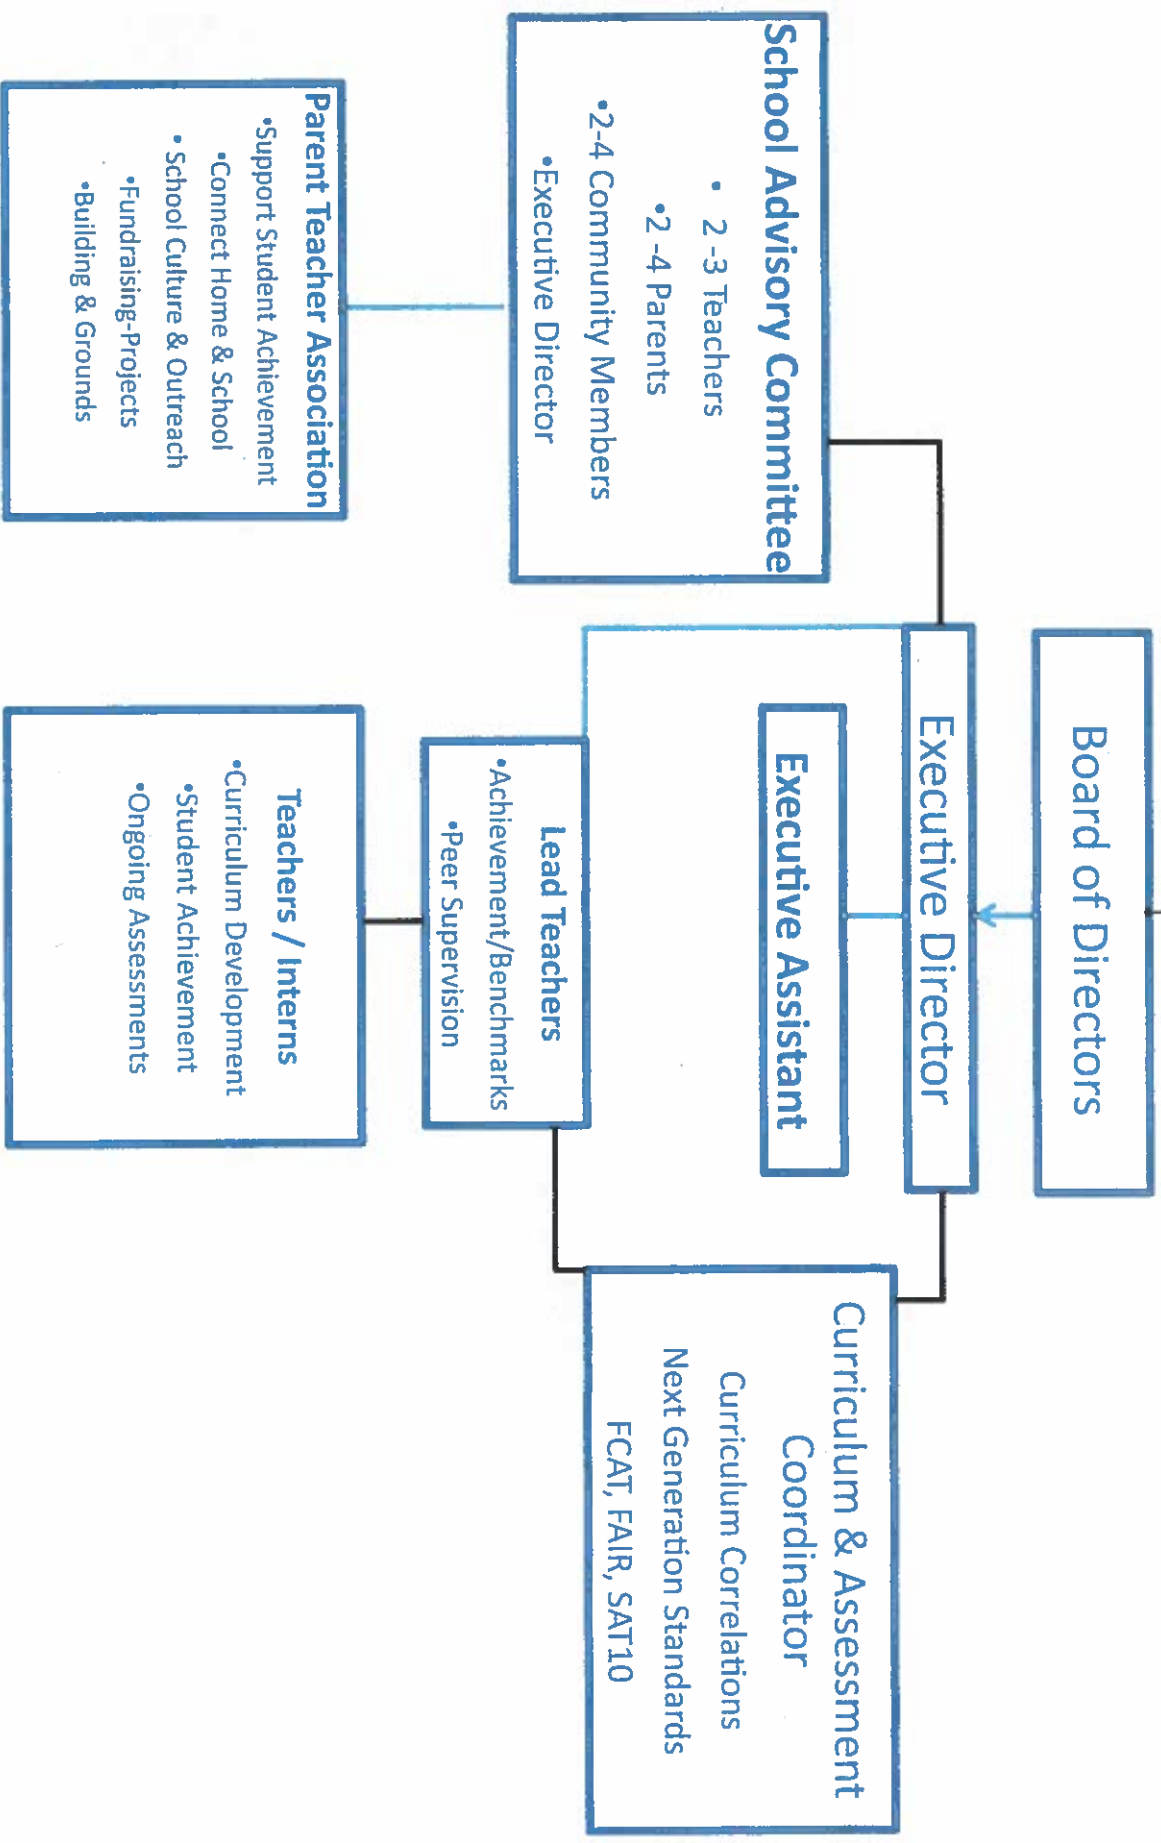 Board of Directors
Executive Director
Executive Assistant
School Advisory Committee
• 2 -3 Teachers
•2 -4 Parents
•2-4 Community Members
•Executive Director
Curriculum & Assessment
Coordinator
Curriculum Correlations
Next Generation Standards
FCAT, FAIR, SAT10
Lead Teachers
•Achievement/Benchmarks
•Peer Supervision
Parent Teacher Association
•Support Student Achievement
•Connect Home & School
• School Culture & Outreach
•Fundraising-Projects
•Building & Grounds
Teachers / Interns
•Curriculum Development
•Student Achievement
•Ongoing Assessments